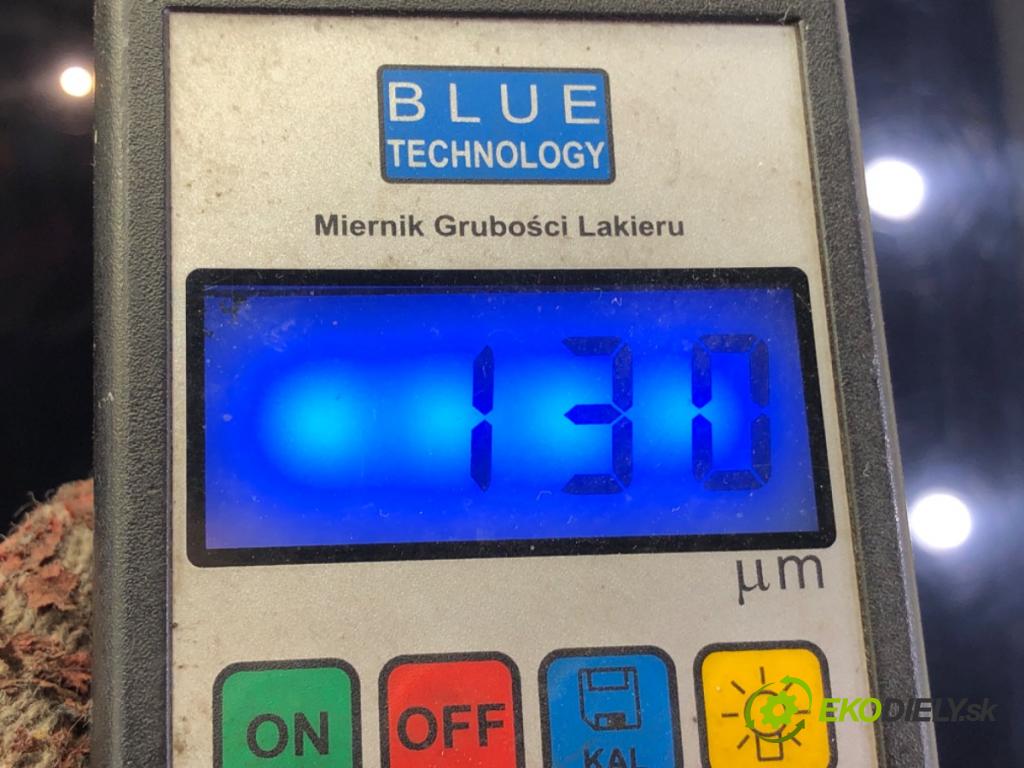 BLUE
TECHNOLOGY
Miernik Grubości Lakieru
130
µm
ON
OFF
KAL
EKODIELY.sk